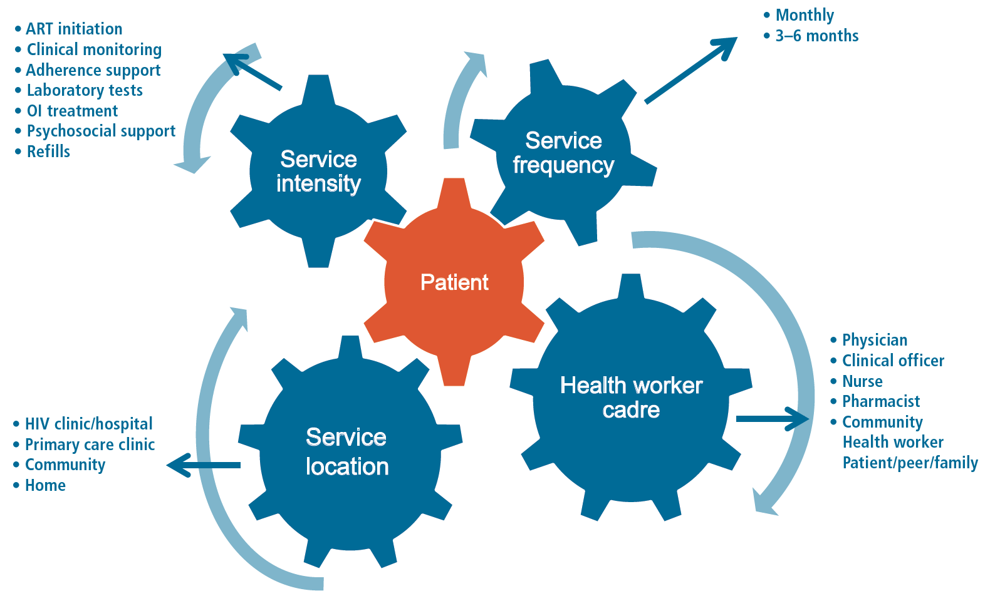 • ART initiation
• Clinical monitoring
• Adherence support
• Laboratory tests
• OI treatment
• Psychosocial support
• Refills
• Monthly
• 3–6 months
Service
intensity
Service
frequency
Patient
Health worker
cadre
• Physician
• Clinical officer
• Nurse
• Pharmacist
• Community
Health worker
Patient/peer/family
Service
location
• HIV clinic/hospital
• Primary care clinic
• Community
• Home